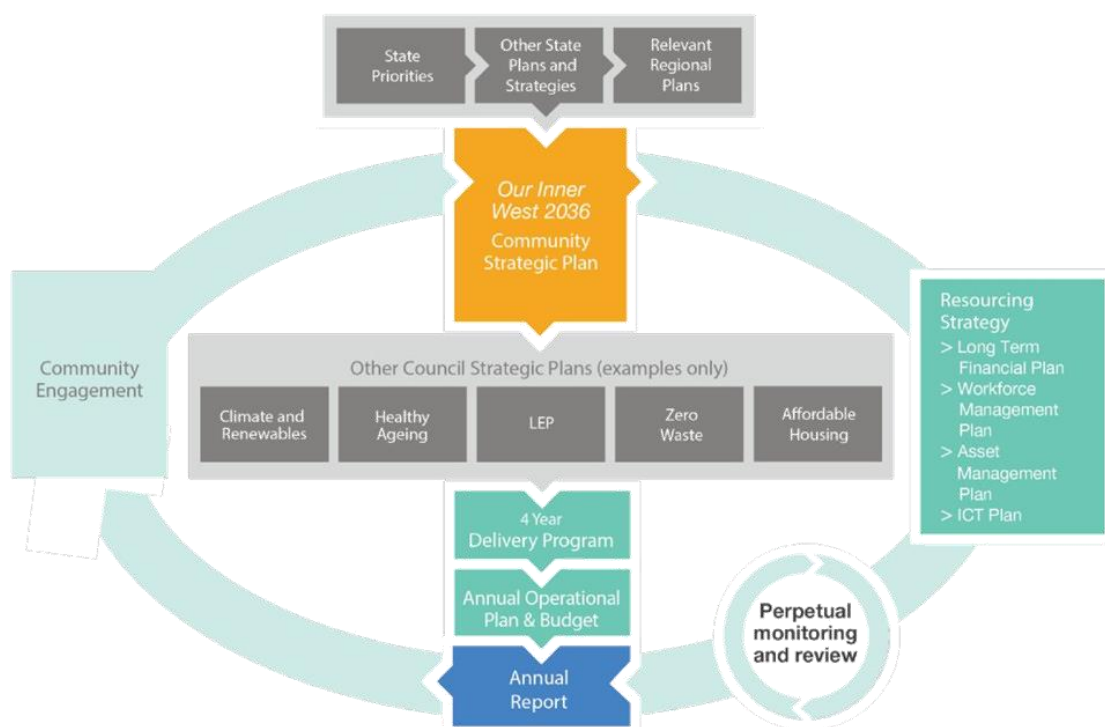 State
Priorities
Other State
Plans and
Strategies
Relevant
Regional
Plans
Our Inner
West 2036
Community
Strategic Plan
Community
Engagement
Other Council Strategic Plans (examples only)
Climate and
Renewables
Healthy
Ageing
LEP
Zero
Waste
Affordable
Housing
Resourcing
Strategy
> Long Term
Financial Plan
> Workforce
Management
Plan
> Asset
Management
Plan
> ICT Plan
4 Year
Delivery Program
Annual Operational
Plan & Budget
Annual
Report
Perpetual
monitoring
and review